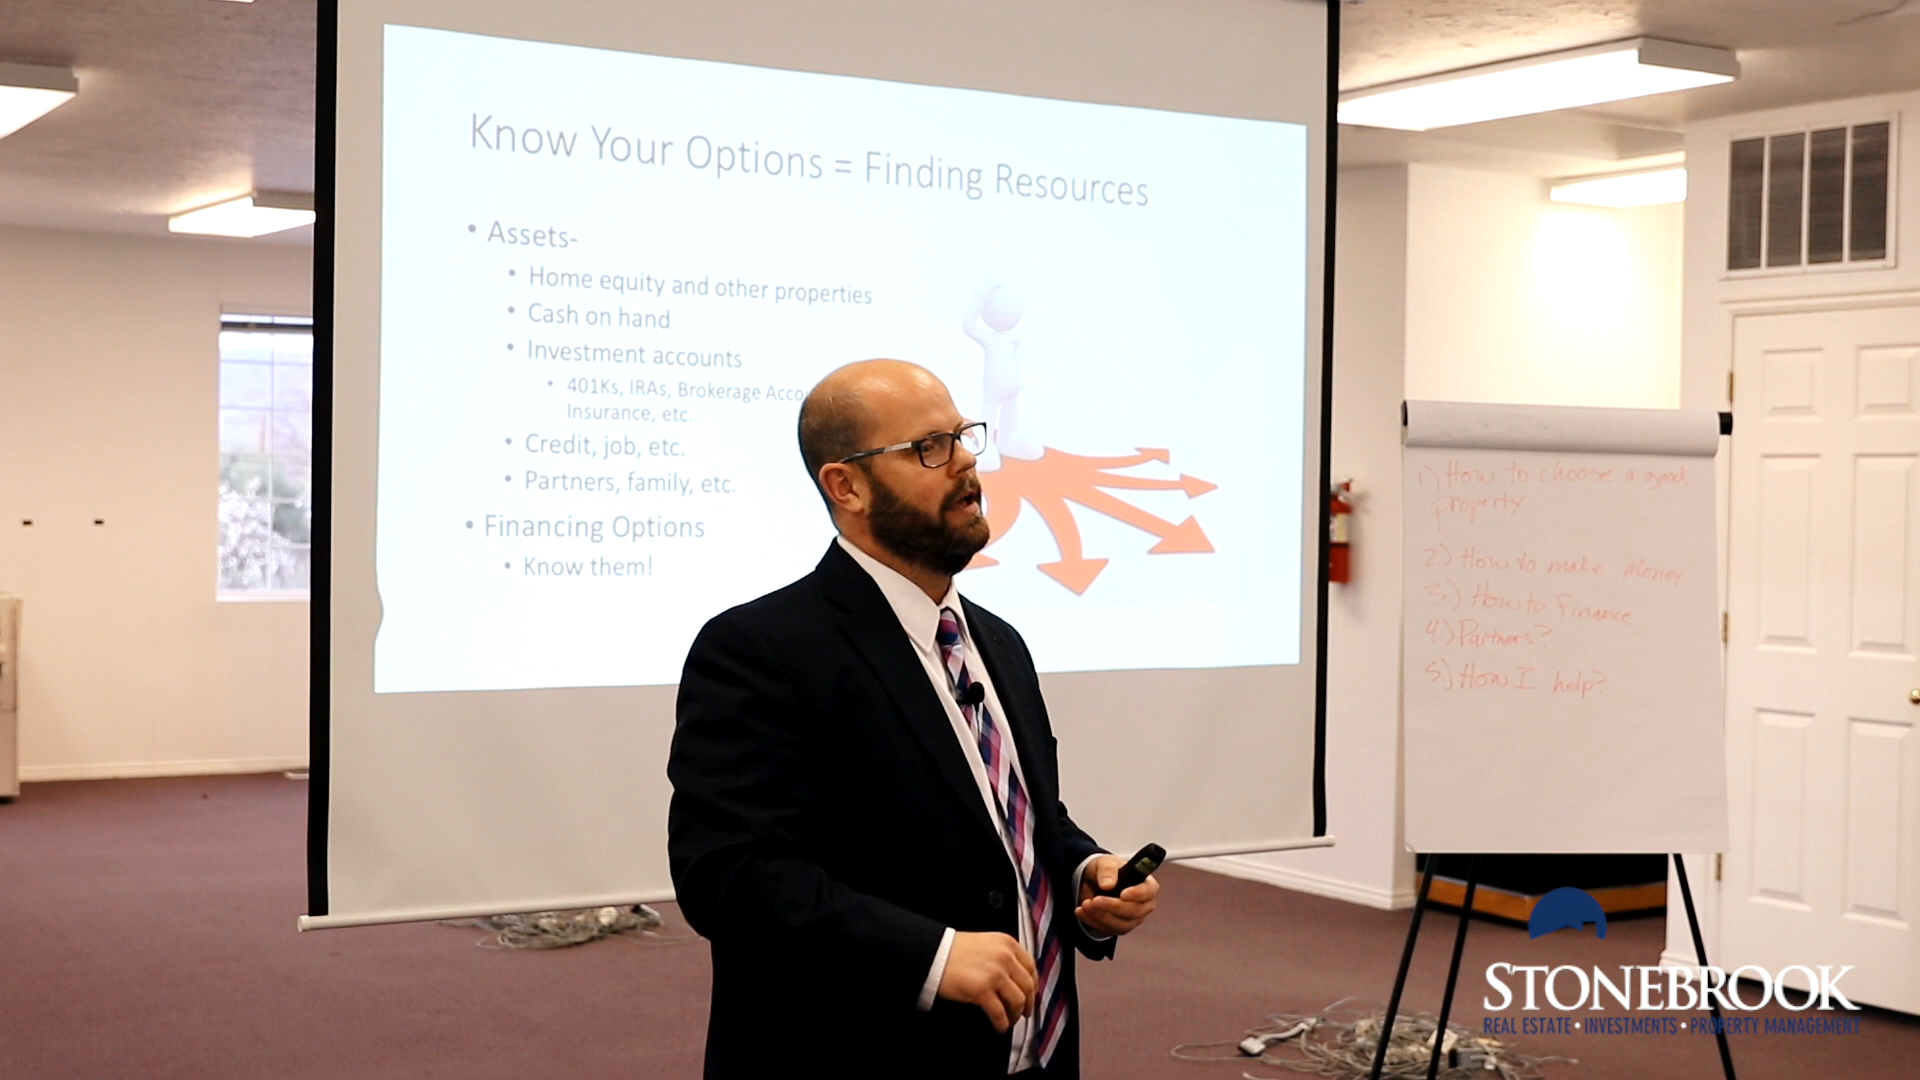 Know Your Options = Finding Resources
• Assets-
• Home equity and other properties
• Cash on hand
• Investment accounts
• 401Ks, IRAs, Brokerage
Insurance, etc.
• Credit, job, etc.
• Partners, family, etc.
• Financing Options
• Know them!
1) How to choose a good
property
2.) How to make Money
3.) How to Finance
4.) Partners?
5.) How I help?
STONEBROOK
REAL ESTATE • INVESTMENTS • PROPERTY MANAGEMENT